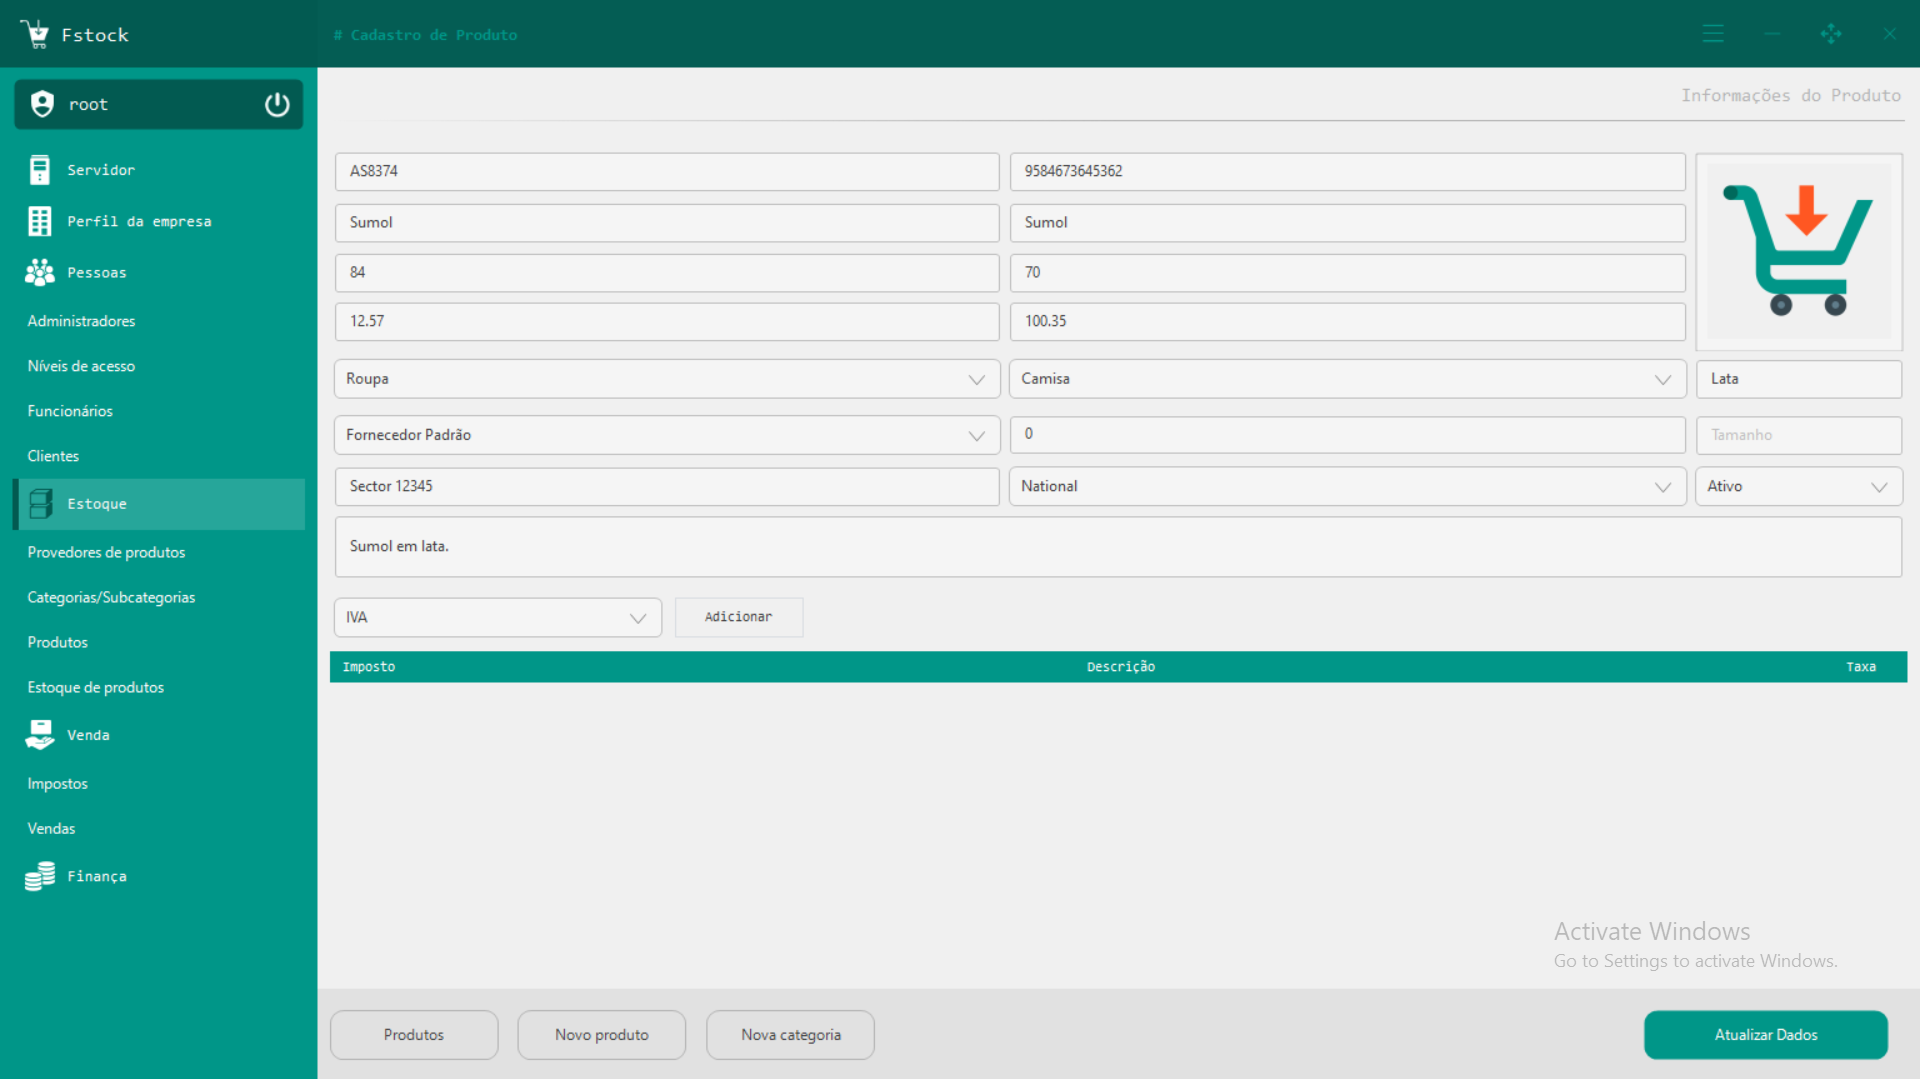 Fstock
# Cadastro de Produto
root
Servidor
Perfil da empresa
Pessoas
Administradores
Níveis de acesso
Funcionários
Clientes
Estoque
Provedores de produtos
Categorias/Subcategorias
Produtos
Estoque de produtos
Venda
Impostos
Vendas
Finança
Informações do Produto
AS8374
9584673645362
Sumol
Sumol
84
70
12.57
100.35
Roupa
Camisa
Lata
Fornecedor Padrão
0
Tamanho
Sector 12345
National
Ativo
Sumol em lata.
IVA
Adicionar
Imposto
Descrição
Taxa
Activate Windows
Go to Settings to activate Windows.
Produtos
Novo produto
Nova categoria
Atualizar Dados